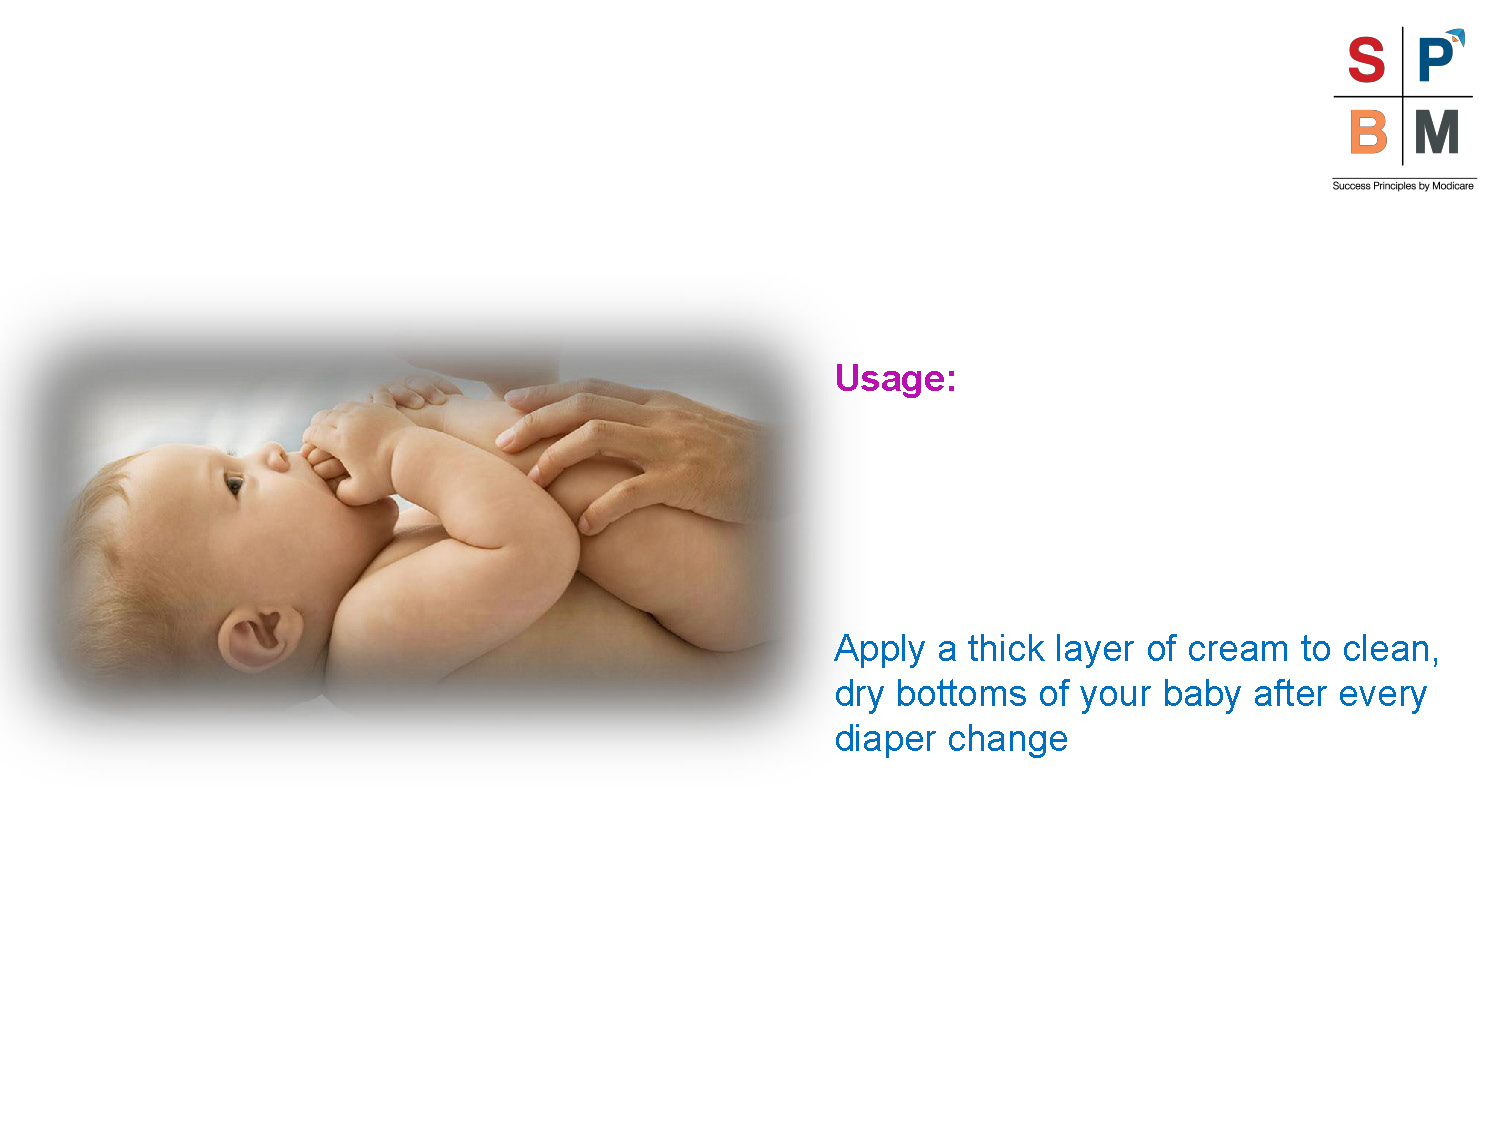 S P
B M
Success Principles by Modicare
Usage:
Apply a thick layer of cream to clean,
dry bottoms of your baby after every
diaper change